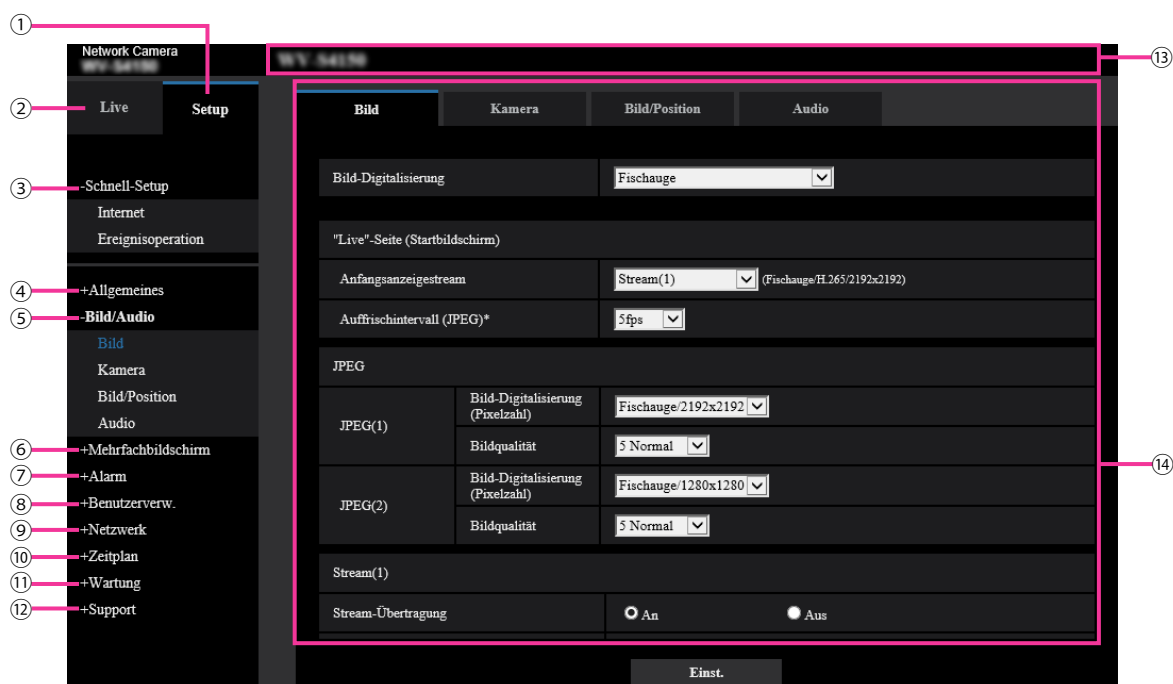 ①
Network Camera
WV-S4150
WV-S4150
⑬
②
Live
Setup
Bild
Kamera
Bild/Position
Audio
③
-Schnell-Setup
Internet
Ereignisoperation
④
+Allgemeines
⑤
-Bild/Audio
Bild
Kamera
Bild/Position
Audio
⑥
+Mehrfachbildschirm
⑦
+Alarm
⑧
+Benutzerverw.
⑨
+Netzwerk
⑩
+Zeitplan
⑪
+Wartung
⑫
+Support
Bild-Digitalisierung
Fischauge
"Live"-Seite (Startbildschirm)
Anfangsanzeigestream
Stream(1)
(Fischauge/H.265/2192x2192)
Auffrischintervall (JPEG)*
5fps
JPEG
JPEG(1)
Bild-Digitalisierung
(Pixelzahl)
Fischauge/2192x2192
Bildqualität
5 Normal
⑭
JPEG(2)
Bild-Digitalisierung
(Pixelzahl)
Fischauge/1280x1280
Bildqualität
5 Normal
Stream(1)
Stream-Übertragung
An
Aus
Einst.